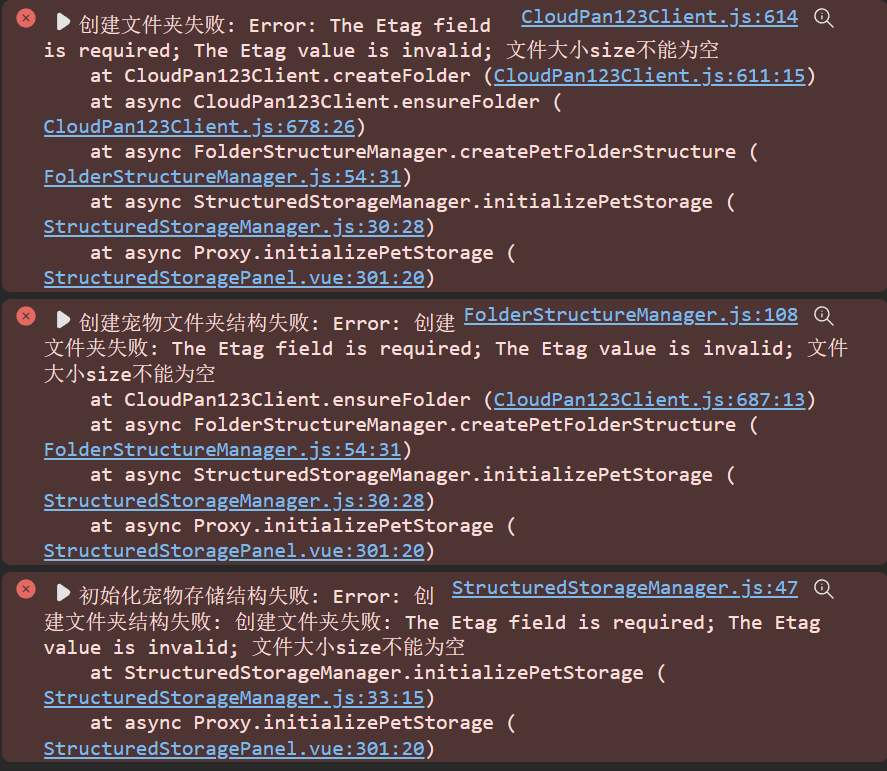 创建文件夹失败: Error: The Etag field CloudPan123Client.js:614
is required; The Etag value is invalid; 文件大小size不能为空
at CloudPan123Client.createFolder (CloudPan123Client.js:611:15)
at async CloudPan123Client.ensureFolder (
CloudPan123Client.js:678:26)
at async FolderStructureManager.createPetFolderStructure (
FolderStructureManager.js:54:31)
at async StructuredStorageManager.initializePetStorage (
StructuredStorageManager.js:30:28)
at async Proxy.initializePetStorage (
StructuredStoragePanel.vue:301:20)
创建宠物文件夹结构失败: Error: 创建 FolderStructureManager.js:108
文件夹失败: The Etag field is required; The Etag value is invalid; 文件
大小size不能为空
at CloudPan123Client.ensureFolder (CloudPan123Client.js:687:13)
at async FolderStructureManager.createPetFolderStructure (
FolderStructureManager.js:54:31)
at async StructuredStorageManager.initializePetStorage (
StructuredStorageManager.js:30:28)
at async Proxy.initializePetStorage (
StructuredStoragePanel.vue:301:20)
初始化宠物存储结构失败: Error: 创 StructuredStorageManager.js:47
建文件夹结构失败: 创建文件夹失败: The Etag field is required; The Etag
value is invalid; 文件大小size不能为空
at StructuredStorageManager.initializePetStorage (
StructuredStorageManager.js:33:15)
at async Proxy.initializePetStorage (
StructuredStoragePanel.vue:301:20)